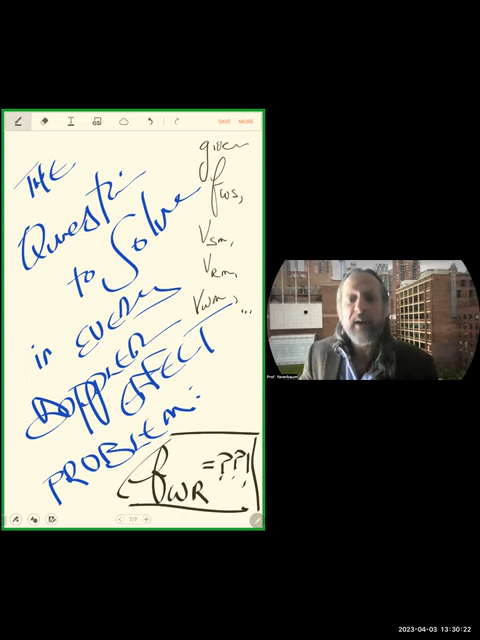 SAVE MORE
THE
Question
to Solve
in EVERY
DOPPLER
EFFECT
PROBLEM:
given
fws,
Vsm,
VRm,
Vwm, ...
fWR = ??!
7/7
Prof. Yaverbaum
2023-04-03 13:30:22